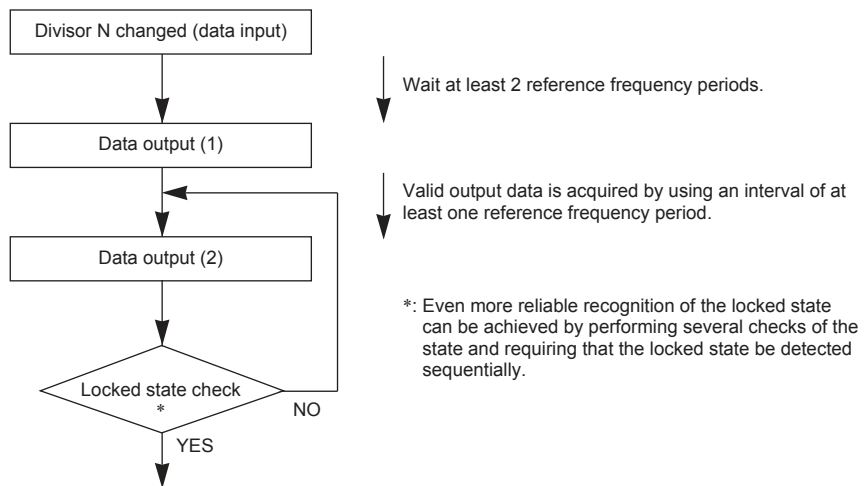 Divisor N changed (data input)
Wait at least 2 reference frequency periods.
Data output (1)
Valid output data is acquired by using an interval of
at least one reference frequency period.
Data output (2)
*: Even more reliable recognition of the locked state
can be achieved by performing several checks of the
state and requiring that the locked state be detected
sequentially.
Locked state check
*
NO
YES